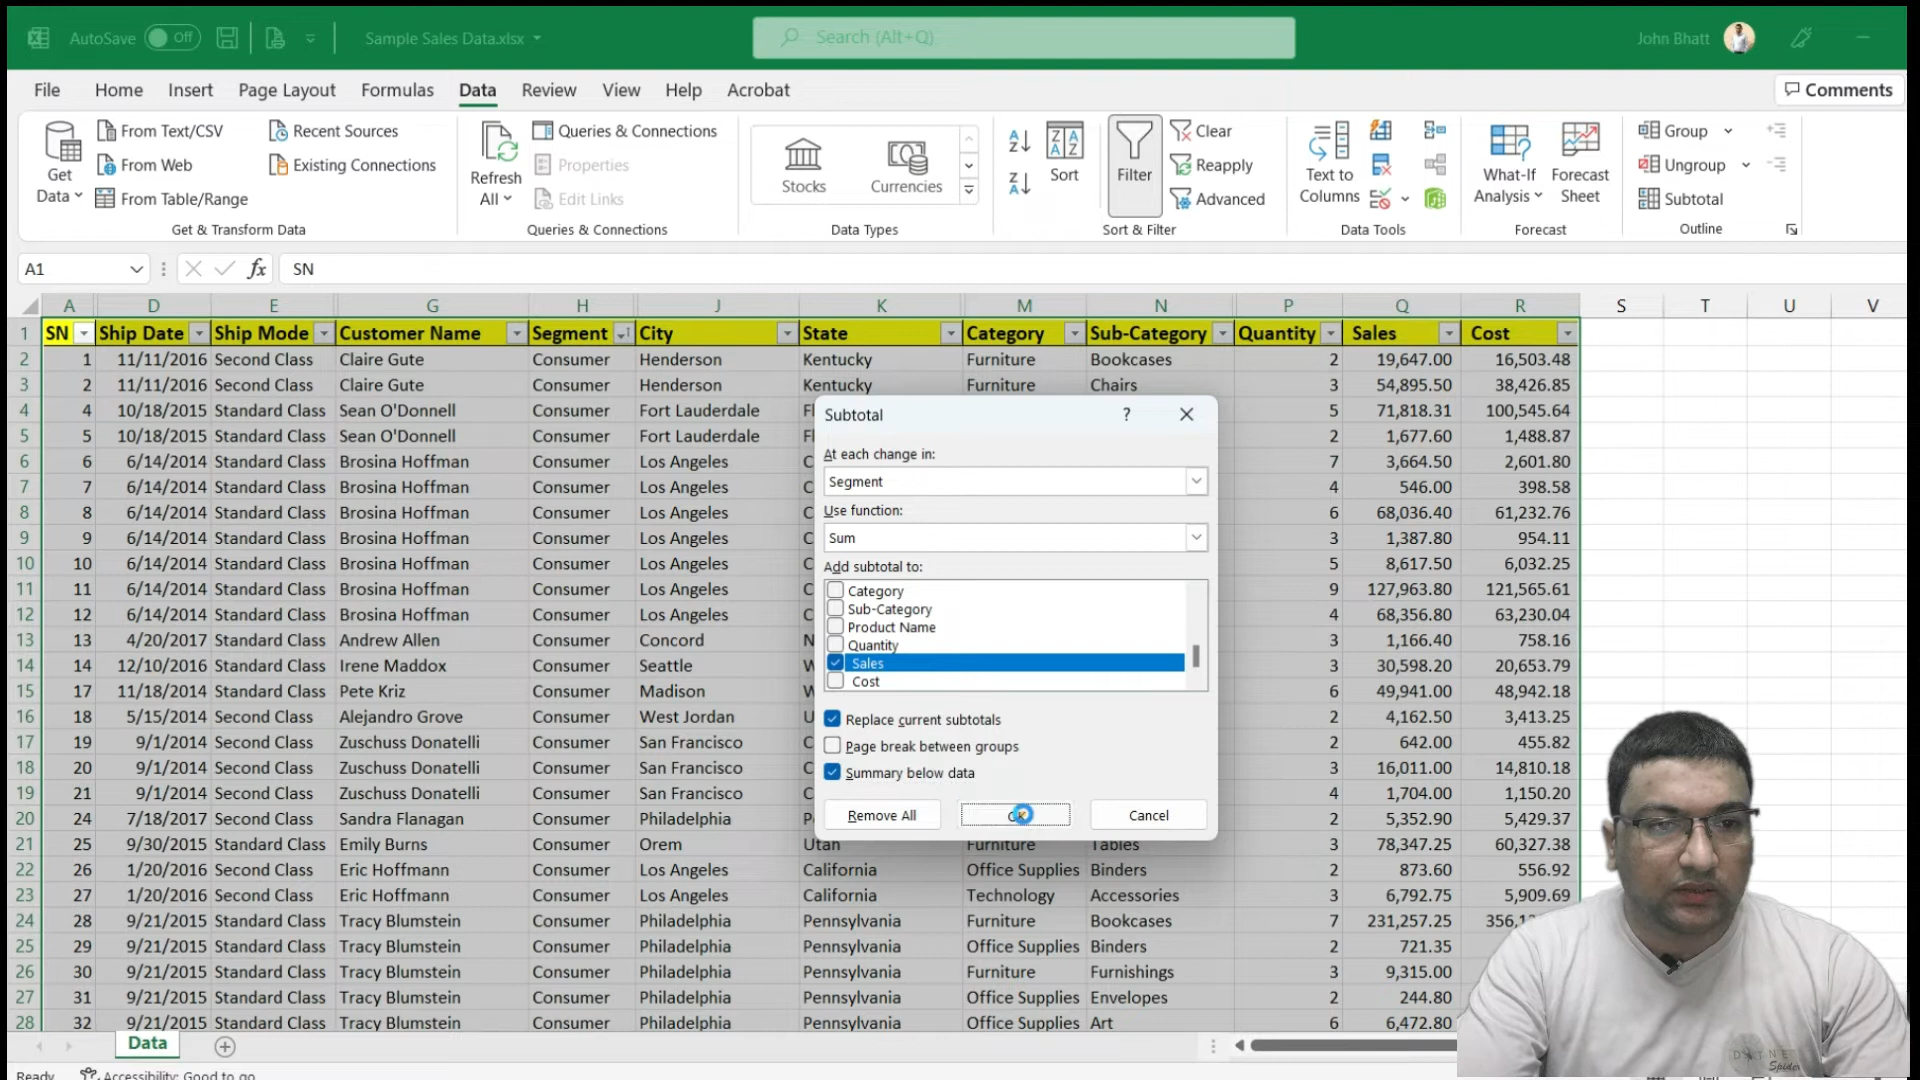 AutoSave Off Sample Sales Data.xlsx Search (Alt+Q) John Bhatt
File Home Insert Page Layout Formulas Data Review View Help Acrobat Comments
Get Data
From Text/CSV
From Web
From Table/Range
Recent Sources
Existing Connections
Get & Transform Data
Refresh All
Queries & Connections
Properties
Edit Links
Queries & Connections
Stocks Currencies
Data Types
Sort
Filter
Clear
Reapply
Advanced
Sort & Filter
Text to Columns
Data Tools
What-If Analysis
Forecast Sheet
Forecast
Group
Ungroup
Subtotal
Outline
A1 fx SN
A D E G H J K M N P Q R S T U V
1 SN Ship Date Ship Mode Customer Name Segment City State Category Sub-Category Quantity Sales Cost
2 1 11/11/2016 Second Class Claire Gute Consumer Henderson Kentucky Furniture Bookcases 2 19,647.00 16,503.48
3 2 11/11/2016 Second Class Claire Gute Consumer Henderson Kentucky Furniture Chairs 3 54,895.50 38,426.85
4 4 10/18/2015 Standard Class Sean O'Donnell Consumer Fort Lauderdale 5 71,818.31 100,545.64
5 5 10/18/2015 Standard Class Sean O'Donnell Consumer Fort Lauderdale 2 1,677.60 1,488.87
6 6 6/14/2014 Standard Class Brosina Hoffman Consumer Los Angeles 7 3,664.50 2,601.80
7 7 6/14/2014 Standard Class Brosina Hoffman Consumer Los Angeles 4 546.00 398.58
8 8 6/14/2014 Standard Class Brosina Hoffman Consumer Los Angeles 6 68,036.40 61,232.76
9 9 6/14/2014 Standard Class Brosina Hoffman Consumer Los Angeles 3 1,387.80 954.11
10 10 6/14/2014 Standard Class Brosina Hoffman Consumer Los Angeles 5 8,617.50 6,032.25
11 11 6/14/2014 Standard Class Brosina Hoffman Consumer Los Angeles 9 127,963.80 121,565.61
12 12 6/14/2014 Standard Class Brosina Hoffman Consumer Los Angeles 4 68,356.80 63,230.04
13 13 4/20/2017 Standard Class Andrew Allen Consumer Concord N 3 1,166.40 758.16
14 14 12/10/2016 Standard Class Irene Maddox Consumer Seattle 3 30,598.20 20,653.79
15 17 11/18/2014 Standard Class Pete Kriz Consumer Madison 6 49,941.00 48,942.18
16 18 5/15/2014 Second Class Alejandro Grove Consumer West Jordan 2 4,162.50 3,413.25
17 19 9/1/2014 Second Class Zuschuss Donatelli Consumer San Francisco 2 642.00 455.82
18 20 9/1/2014 Second Class Zuschuss Donatelli Consumer San Francisco 3 16,011.00 14,810.18
19 21 9/1/2014 Second Class Zuschuss Donatelli Consumer San Francisco 4 1,704.00 1,150.20
20 24 7/18/2017 Standard Class Sandra Flanagan Consumer Philadelphia 2 5,352.90 5,429.37
21 25 9/30/2015 Standard Class Emily Burns Consumer Orem Utah Furniture Tables 3 78,347.25 60,327.38
22 26 1/20/2016 Second Class Eric Hoffmann Consumer Los Angeles California Office Supplies Binders 2 873.60 556.92
23 27 1/20/2016 Second Class Eric Hoffmann Consumer Los Angeles California Technology Accessories 3 6,792.75 5,909.69
24 28 9/21/2015 Standard Class Tracy Blumstein Consumer Philadelphia Pennsylvania Furniture Bookcases 7 231,257.25
25 29 9/21/2015 Standard Class Tracy Blumstein Consumer Philadelphia Pennsylvania Office Supplies Binders 2 721.35
26 30 9/21/2015 Standard Class Tracy Blumstein Consumer Philadelphia Pennsylvania Furniture Furnishings 3 9,315.00
27 31 9/21/2015 Standard Class Tracy Blumstein Consumer Philadelphia Pennsylvania Office Supplies Envelopes 2 244.80
28 32 9/21/2015 Standard Class Tracy Blumstein Consumer Philadelphia Pennsylvania Office Supplies Art 6 6,472.80
Subtotal ?
At each change in:
Segment
Use function:
Sum
Add subtotal to:
Category
Sub-Category
Product Name
Quantity
Sales
Cost
Replace current subtotals
Page break between groups
Summary below data
Remove All Cancel
Data
Ready Accessibility: Good to go
Spider